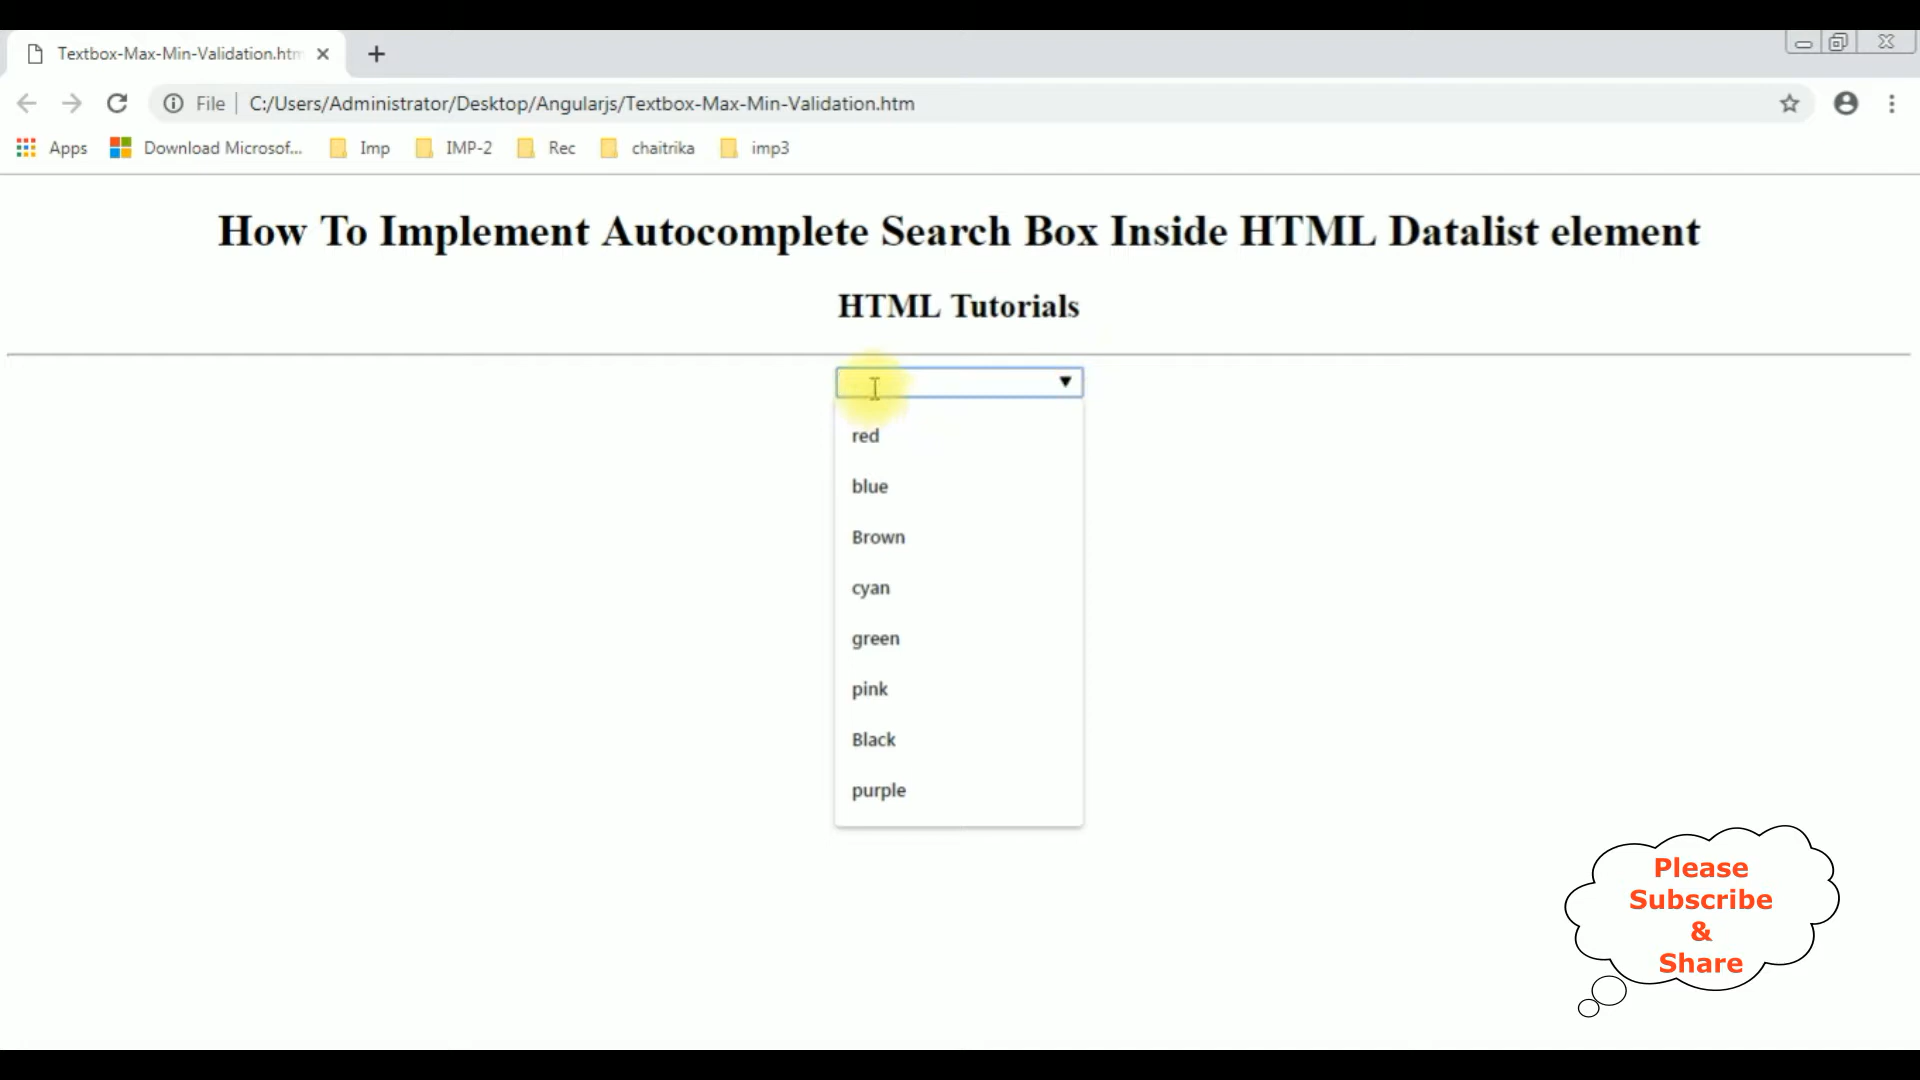 Textbox-Max-Min-Validation.htm
File
C:/Users/Administrator/Desktop/Angularjs/Textbox-Max-Min-Validation.htm
Apps
Download Microsof...
Imp
IMP-2
Rec
chaitrika
imp3
How To Implement Autocomplete Search Box Inside HTML Datalist element
HTML Tutorials
red
blue
Brown
cyan
green
pink
Black
purple
Please
Subscribe
&
Share